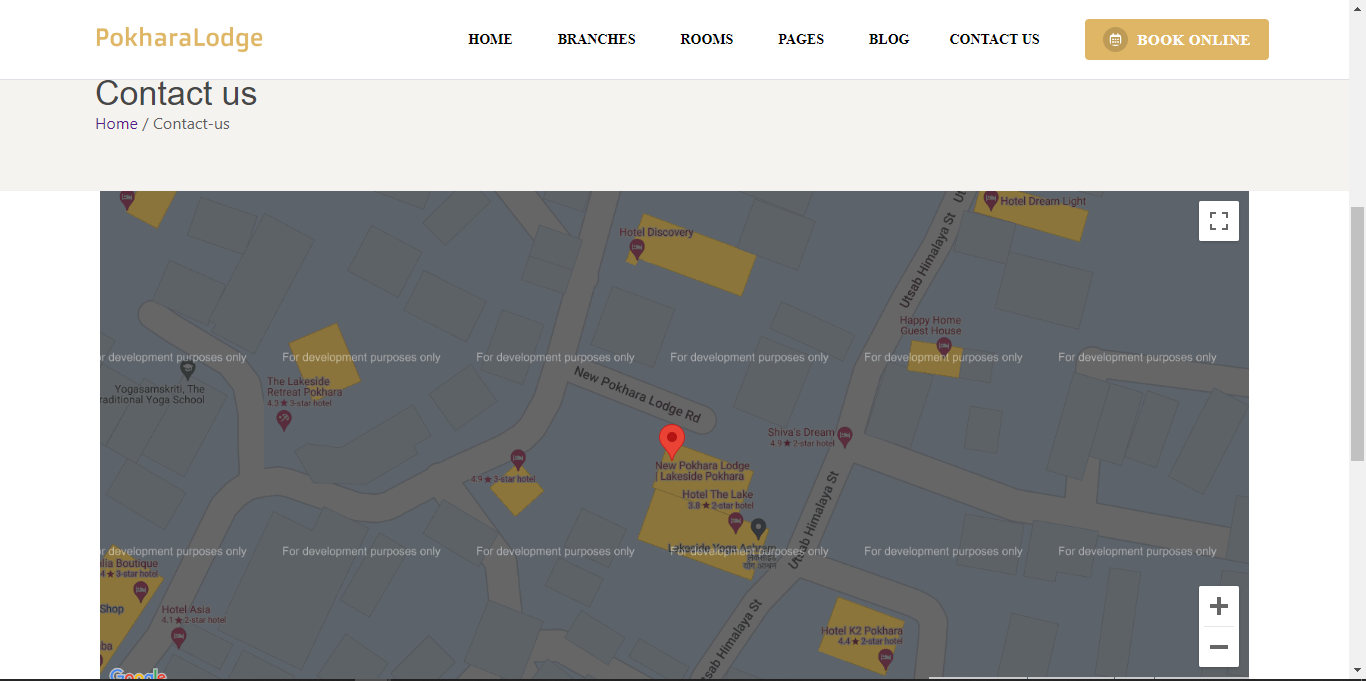 PokharaLodge
HOME
BRANCHES
ROOMS
PAGES
BLOG
CONTACT US
BOOK ONLINE
Contact us
Home / Contact-us
Hotel Dream Light
Hotel Discovery
Utsab Himalaya St
Happy Home
Guest House
or development purposes only
For development purposes only
For development purposes only
For development purposes only
For development purposes only
For development purposes only
Yogasamskriti, The
raditional Yoga School
The Lakeside
Retreat Pokhara
4.3★3-star hotel
New Pokhara Lodge Rd
Shiva's Dream
4.9★2-star hotel
New Pokhara Lodge
| Lakeside Pokhara
4.9★3-star hotel
Hotel The Lake
3.8★2-star hotel
Utsab Himalaya St
Lakeside Yoga Ashram
or development purposes only
For development purposes only
For development purposes only
For development purposes only
For development purposes only
For development purposes only
lia Boutique
4★3-star hotel
Shop
Hotel Asia
4.1★2-star hotel
ba
tsab Himalaya St
Hotel K2 Pokhara
4.4★2-star hotel
Google